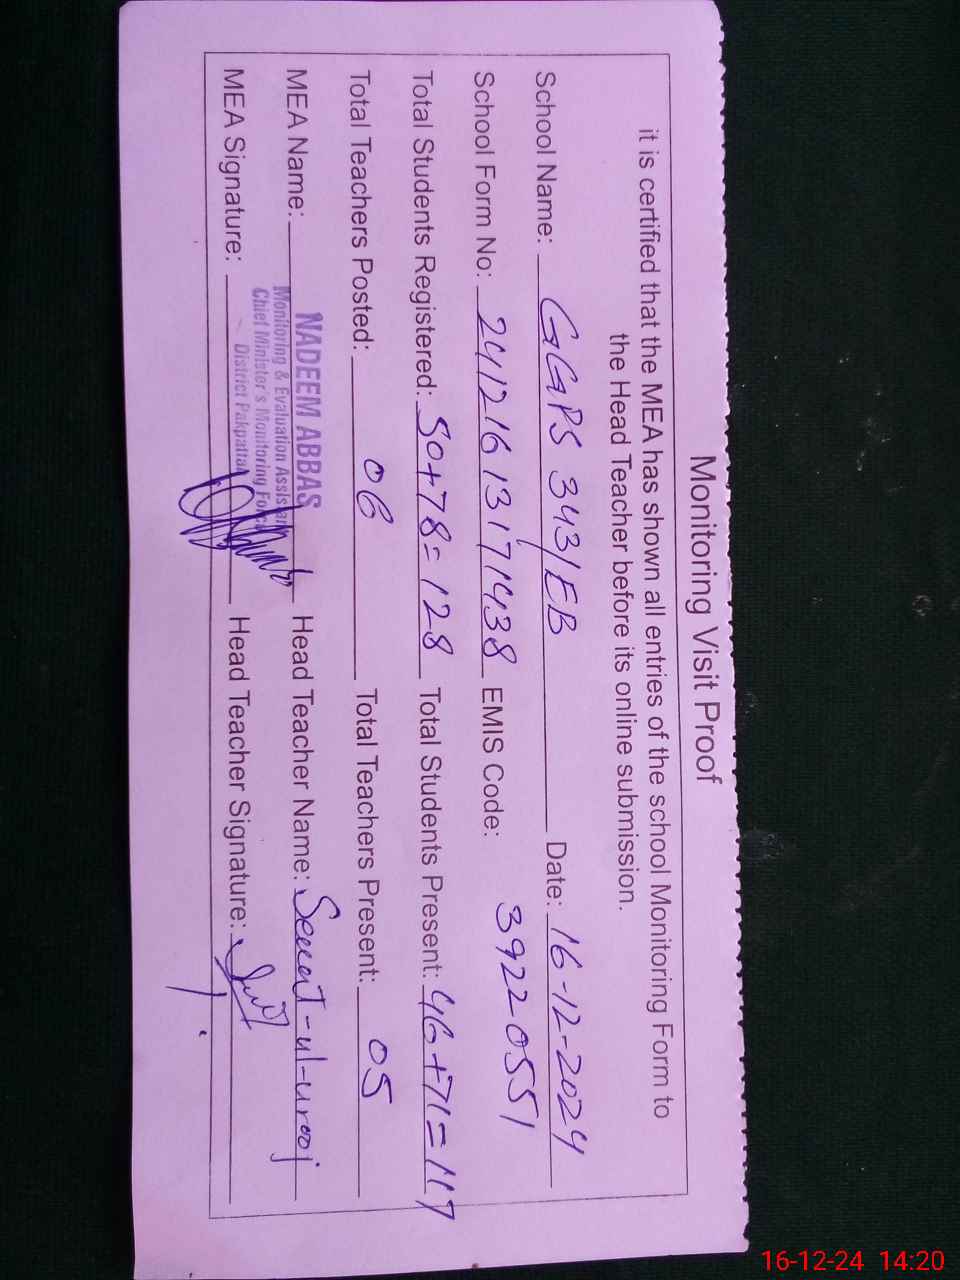 Monitoring Visit Proof
it is certified that the MEA has shown all entries of the school Monitoring Form to
the Head Teacher before its online submission.
School Name: GGPS 343/EB Date: 16-12-2024
School Form No: 24121613171438 EMIS Code: 39220551
Total Students Registered: 50+78=128 Total Students Present: 46+71=117
Total Teachers Posted: 06 Total Teachers Present: 05
MEA Name: NADEEM ABBAS Head Teacher Name: -ul-urooj
Monitoring & Evaluation Assistan
Chief Minister's Monitoring Force
District Pakpattan
MEA Signature: Head Teacher Signature:
16-12-24 14:20